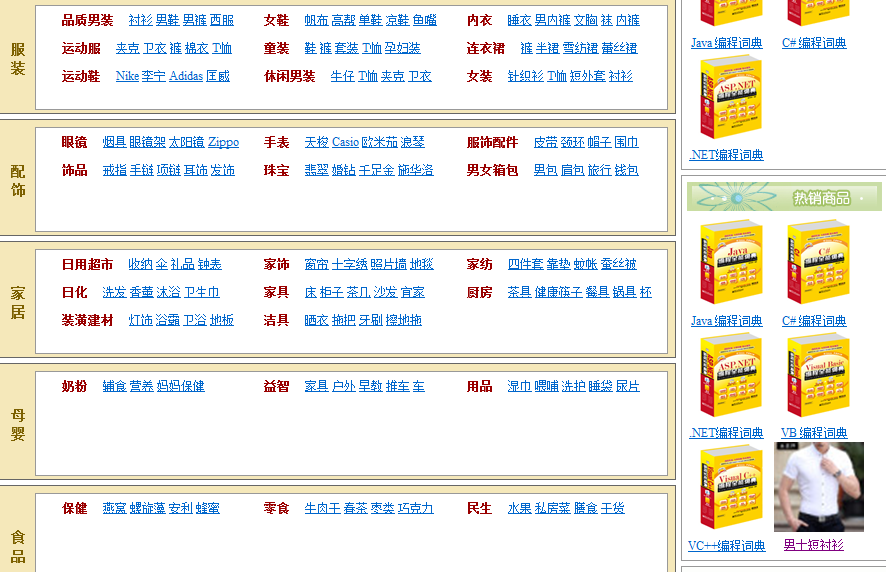 服装
品质男装 衬衫 男鞋 男裤 西服 女鞋 帆布 高帮 单鞋 凉鞋 鱼嘴 内衣 睡衣 男内裤 文胸 袜 内裤
运动服 夹克 卫衣 裤 棉衣 T恤 童装 鞋 裤 套装 T恤 孕妇装 连衣裙 裤 半裙 雪纺裙 蕾丝裙
运动鞋 Nike 李宁 Adidas 匡威 休闲男装 牛仔 T恤 夹克 卫衣 女装 针织衫 T恤 短外套 衬衫
配饰
眼镜 烟具 眼镜架 太阳镜 Zippo 手表 天梭 Casio 欧米茄 浪琴 服饰配件 皮带 颈环 帽子 围巾
饰品 戒指 手链 项链 耳饰 发饰 珠宝 翡翠 婚钻 千足金 施华洛 男女箱包 男包 肩包 旅行 钱包
家居
日用超市 收纳 伞 礼品 钟表 家饰 窗帘 十字绣 照片墙 地毯 家纺 四件套 靠垫 蚊帐 蚕丝被
日化 洗发 香薰 沐浴 卫生巾 家具 床 柜子 茶几 沙发 宜家 厨房 茶具 健康筷子 餐具 锅具 杯
装潢建材 灯饰 浴霸 卫浴 地板 洁具 晒衣 拖把 牙刷 擦地拖
母婴
奶粉 辅食 营养 妈妈保健 益智 家具 户外 早教 推车 车 用品 湿巾 喂哺 洗护 睡袋 尿片
食品
保健 燕窝 螺旋藻 安利 蜂蜜 零食 牛肉干 春茶 枣类 巧克力 民生 水果 私房菜 膳食 干货
Java 编程词典 C# 编程词典
ASP.NET
.NET编程词典
热销商品
Java C#
Java 编程词典 C# 编程词典
ASP.NET Visual Basic
.NET编程词典 VB 编程词典
Visual C++
VC++编程词典 男士短衬衫